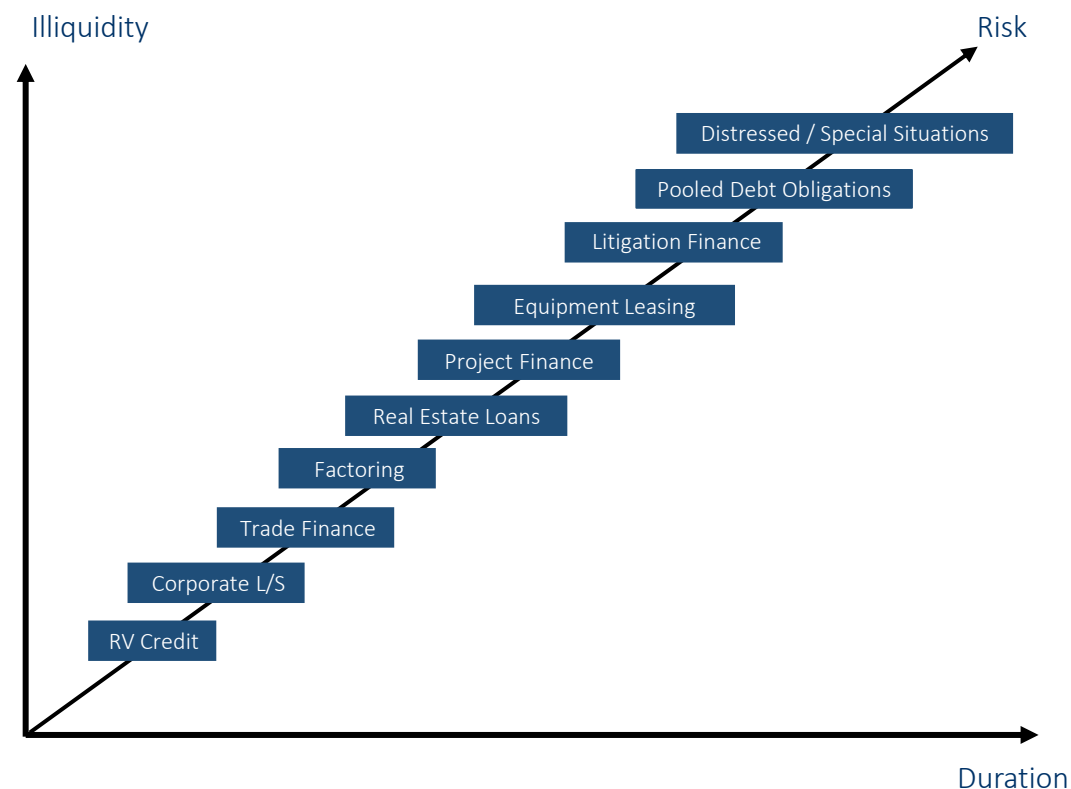 Illiquidity
Risk
Distressed / Special Situations
Pooled Debt Obligations
Litigation Finance
Equipment Leasing
Project Finance
Real Estate Loans
Factoring
Trade Finance
Corporate L/S
RV Credit
Duration